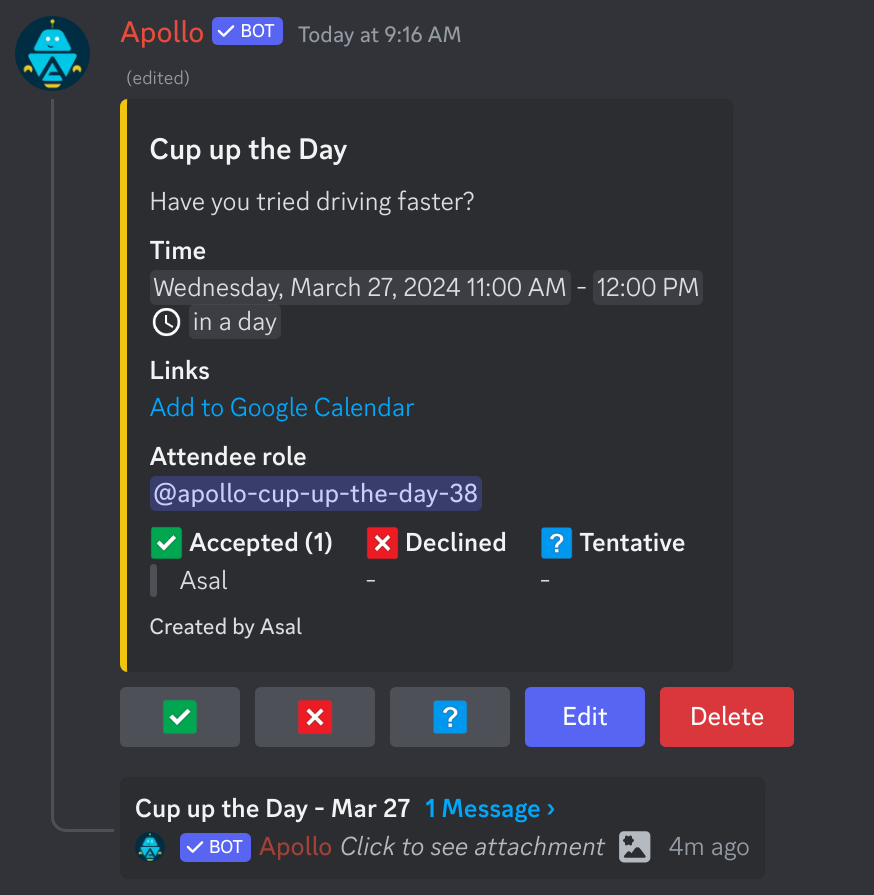 Apollo BOT Today at 9:16 AM
(edited)
Cup up the Day
Have you tried driving faster?
Time
Wednesday, March 27, 2024 11:00 AM - 12:00 PM
in a day
Links
Add to Google Calendar
Attendee role
@apollo-cup-up-the-day-38
Accepted (1) Declined ? Tentative
Asal - -
Created by Asal
? Edit Delete
Cup up the Day - Mar 27 1 Message ›
BOT Apollo Click to see attachment 4m ago